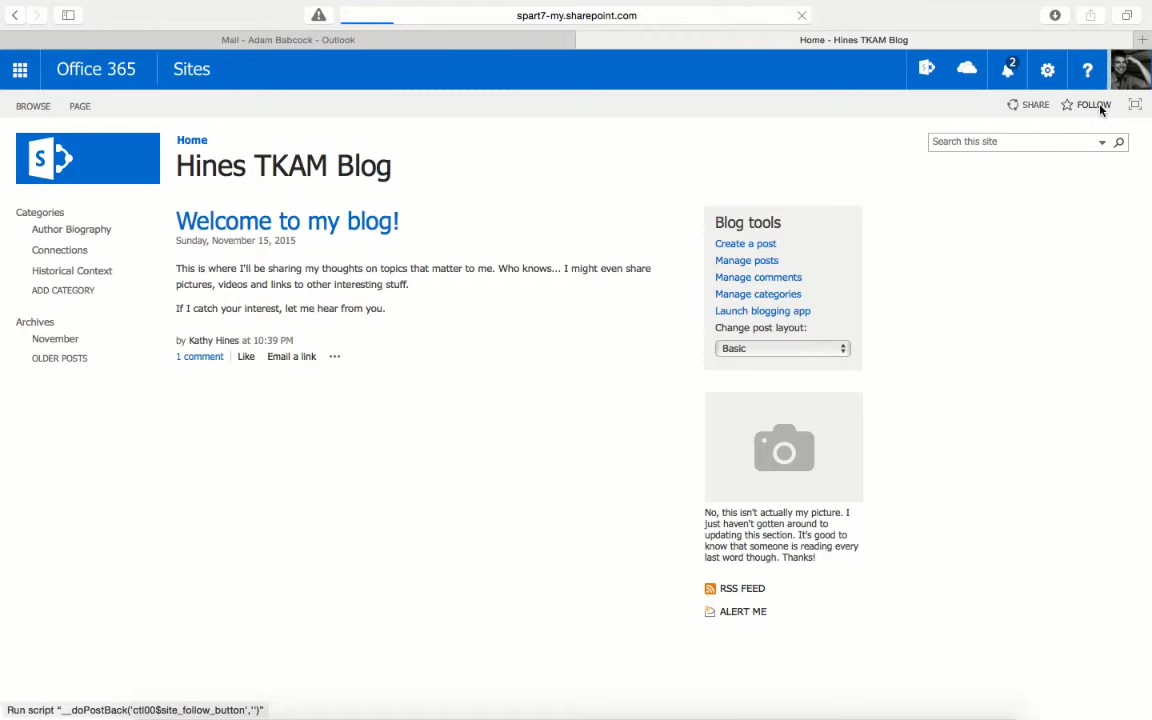 spart7-my.sharepoint.com
Mail - Adam Babcock - Outlook
Home - Hines TKAM Blog
Office 365
Sites
2
?
BROWSE
PAGE
SHARE
FOLLOW
S
Home
Hines TKAM Blog
Search this site
Categories
Author Biography
Connections
Historical Context
ADD CATEGORY
Archives
November
OLDER POSTS
Welcome to my blog!
Sunday, November 15, 2015
This is where I'll be sharing my thoughts on topics that matter to me. Who knows... I might even share
pictures, videos and links to other interesting stuff.
If I catch your interest, let me hear from you.
by Kathy Hines at 10:39 PM
1 comment
Like
Email a link
...
Blog tools
Create a post
Manage posts
Manage comments
Manage categories
Launch blogging app
Change post layout:
Basic
No, this isn't actually my picture. I
just haven't gotten around to
updating this section. It's good to
know that someone is reading every
last word though. Thanks!
RSS FEED
ALERT ME
Run script "__doPostBack('ctl00$site_follow_button','')"